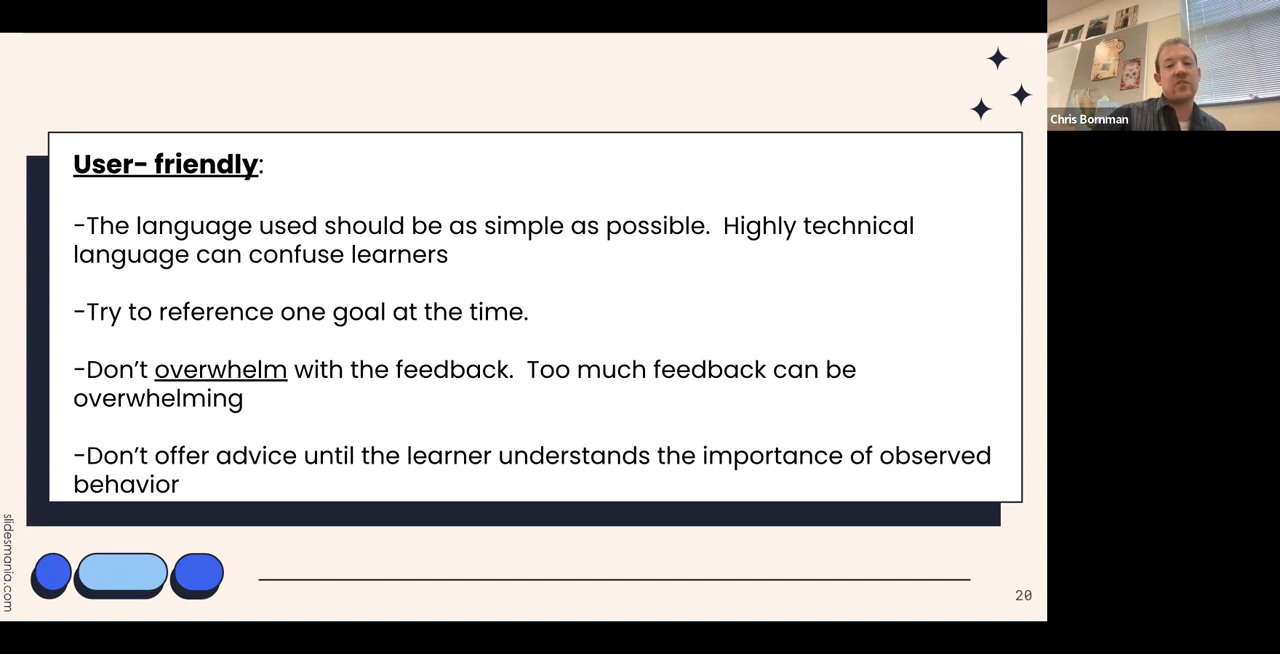 User- friendly:
-The language used should be as simple as possible.  Highly technical
language can confuse learners
-Try to reference one goal at the time.
-Don’t overwhelm with the feedback.  Too much feedback can be
overwhelming
-Don’t offer advice until the learner understands the importance of observed
behavior
slidesmania.com
20
Chris Bornman